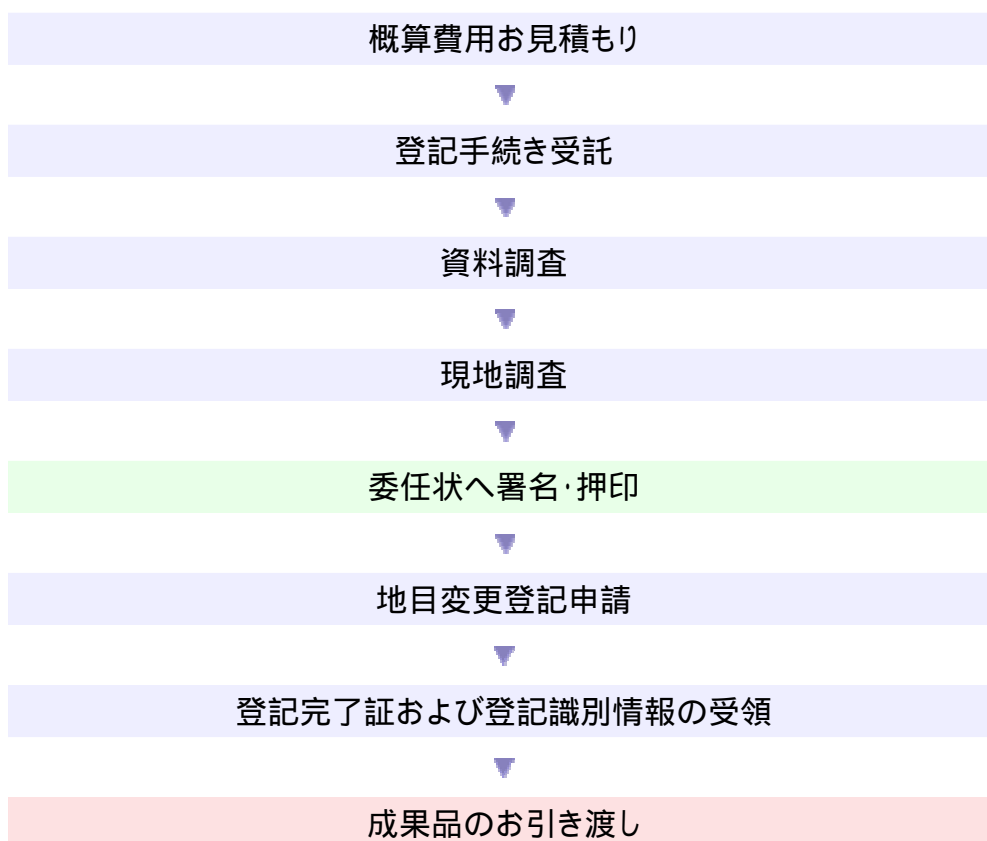 概算費用お見積もり
登記手続き受託
資料調査
現地調査
委任状へ署名･押印
地目変更登記申請
登記完了証および登記識別情報の受領
成果品のお引き渡し